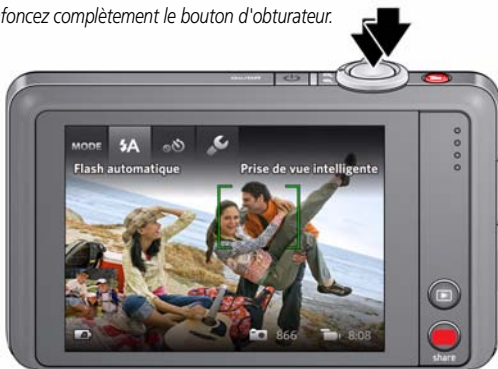 foncez complètement le bouton d'obturateur.
MODE $A
Flash automatique Prise de vue intelligente
866 8:08
share